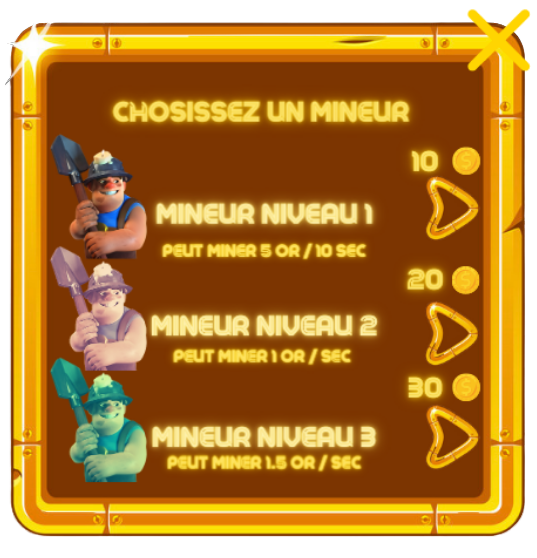 CHOSISSEZ UN MINEUR
10
MINEUR NIVEAU 1
PEUT MINER 5 OR / 10 SEC
20
MINEUR NIVEAU 2
PEUT MINER 1 OR / SEC
30
MINEUR NIVEAU 3
PEUT MINER 1.5 OR / SEC